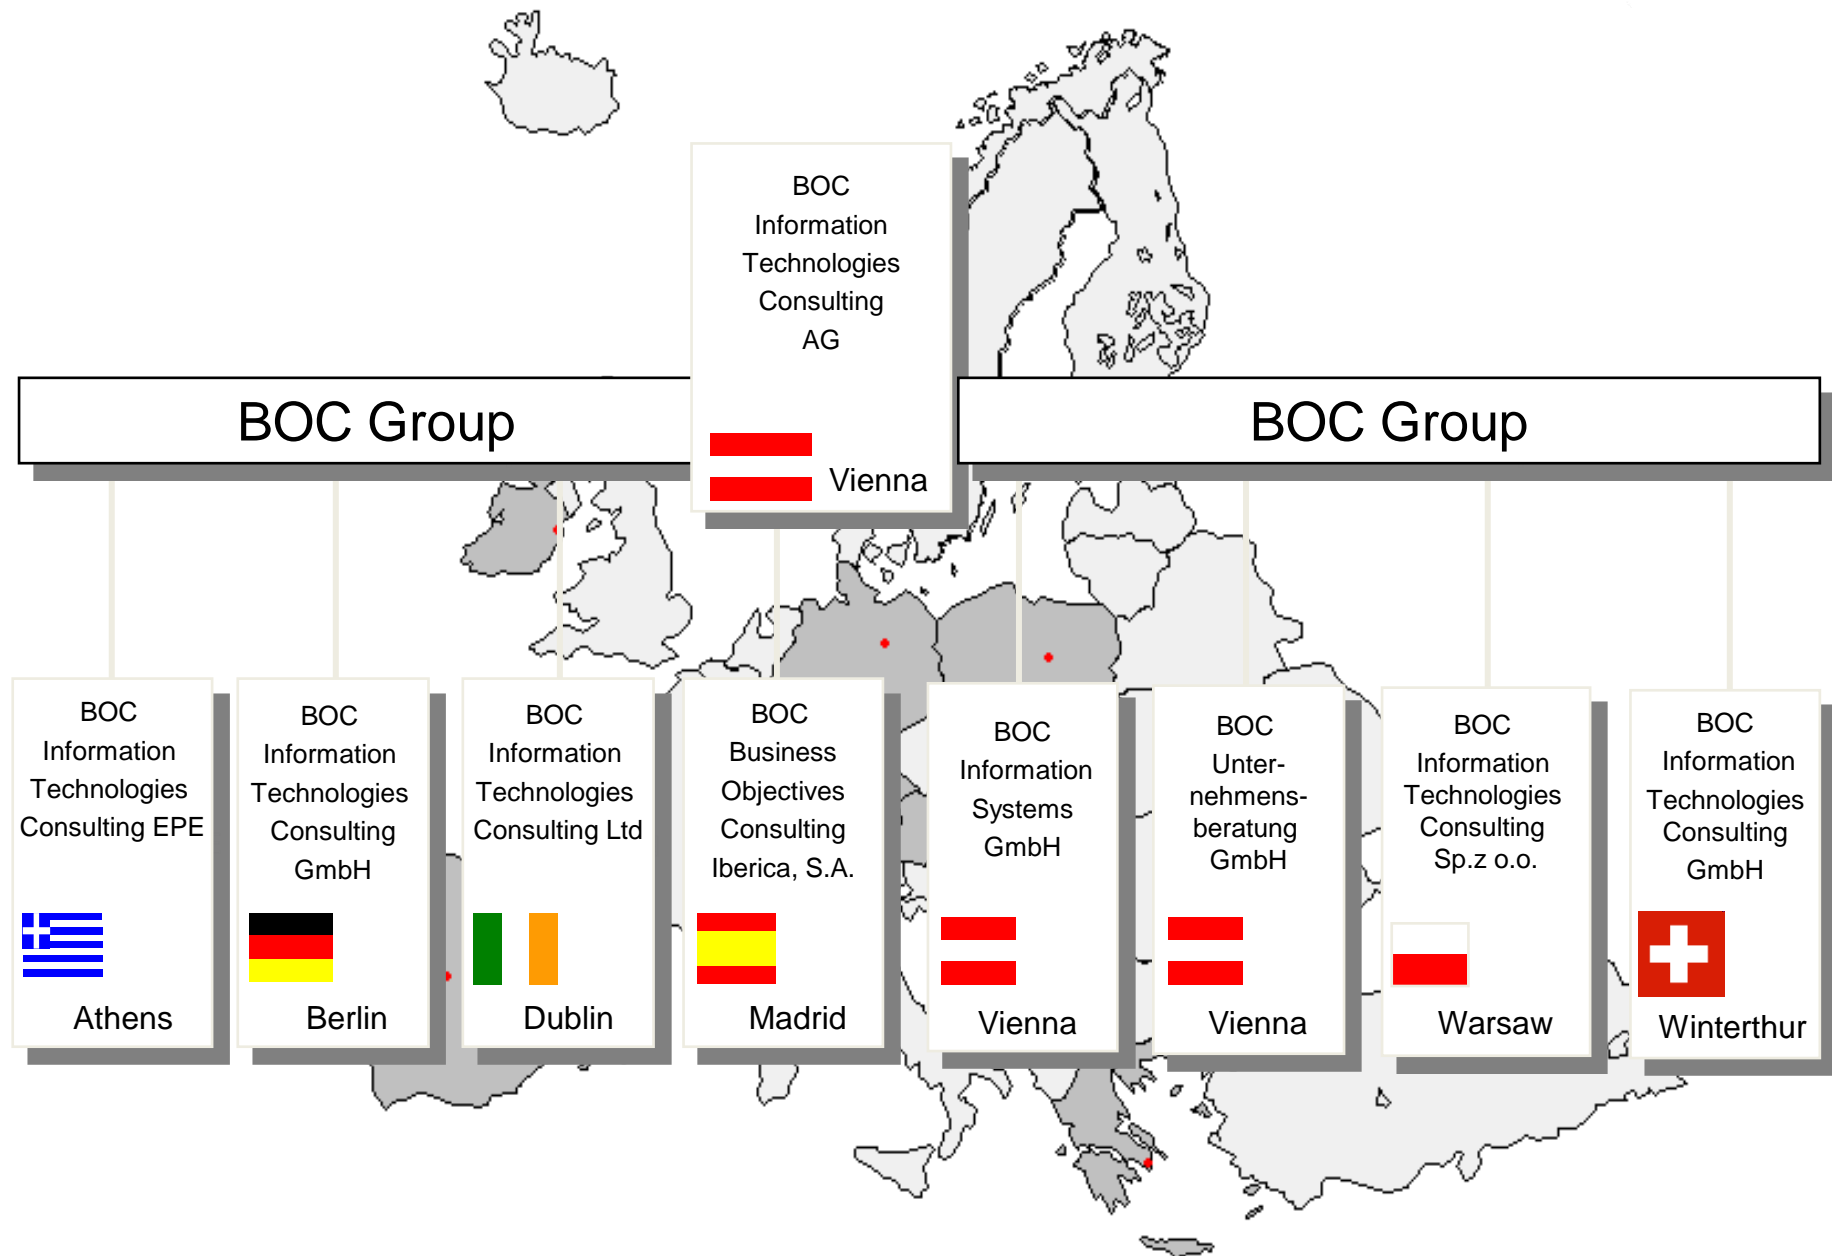 BOC
Information
Technologies
Consulting
AG
Vienna
BOC Group
BOC Group
BOC
Information
Technologies
Consulting EPE
Athens
BOC
Information
Technologies
Consulting
GmbH
Berlin
BOC
Information
Technologies
Consulting Ltd
Dublin
BOC
Business
Objectives
Consulting
Iberica, S.A.
Madrid
BOC
Information
Systems
GmbH
Vienna
BOC
Unter-
nehmens-
beratung
GmbH
Vienna
BOC
Information
Technologies
Consulting
Sp.z o.o.
Warsaw
BOC
Information
Technologies
Consulting
GmbH
Winterthur